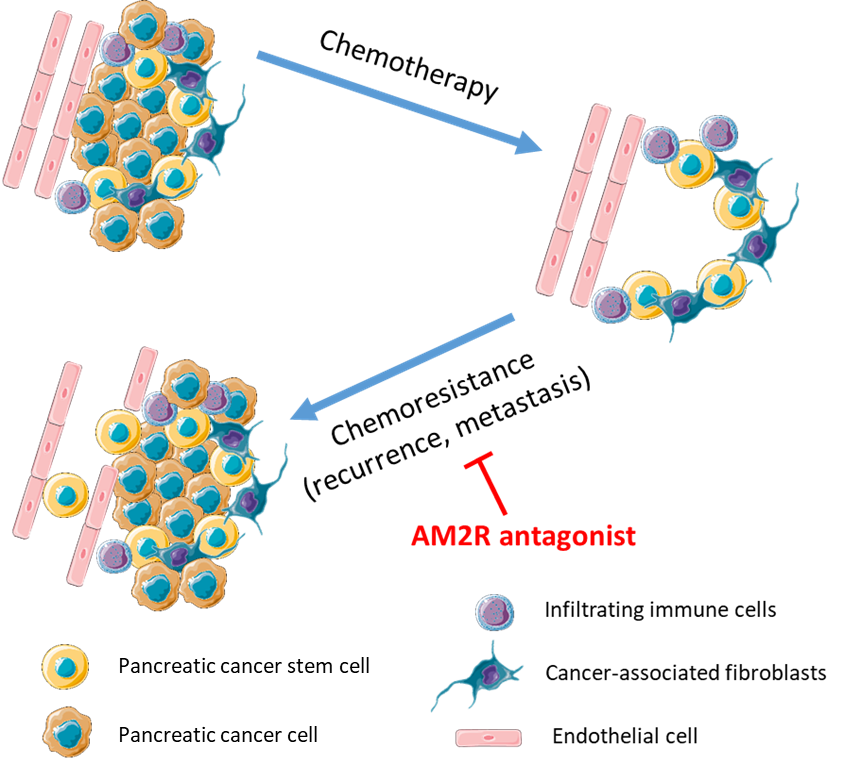 Chemotherapy
Chemoresistance
(recurrence, metastasis)
AM2R antagonist
Infiltrating immune cells
Pancreatic cancer stem cell
Cancer-associated fibroblasts
Pancreatic cancer cell
Endothelial cell